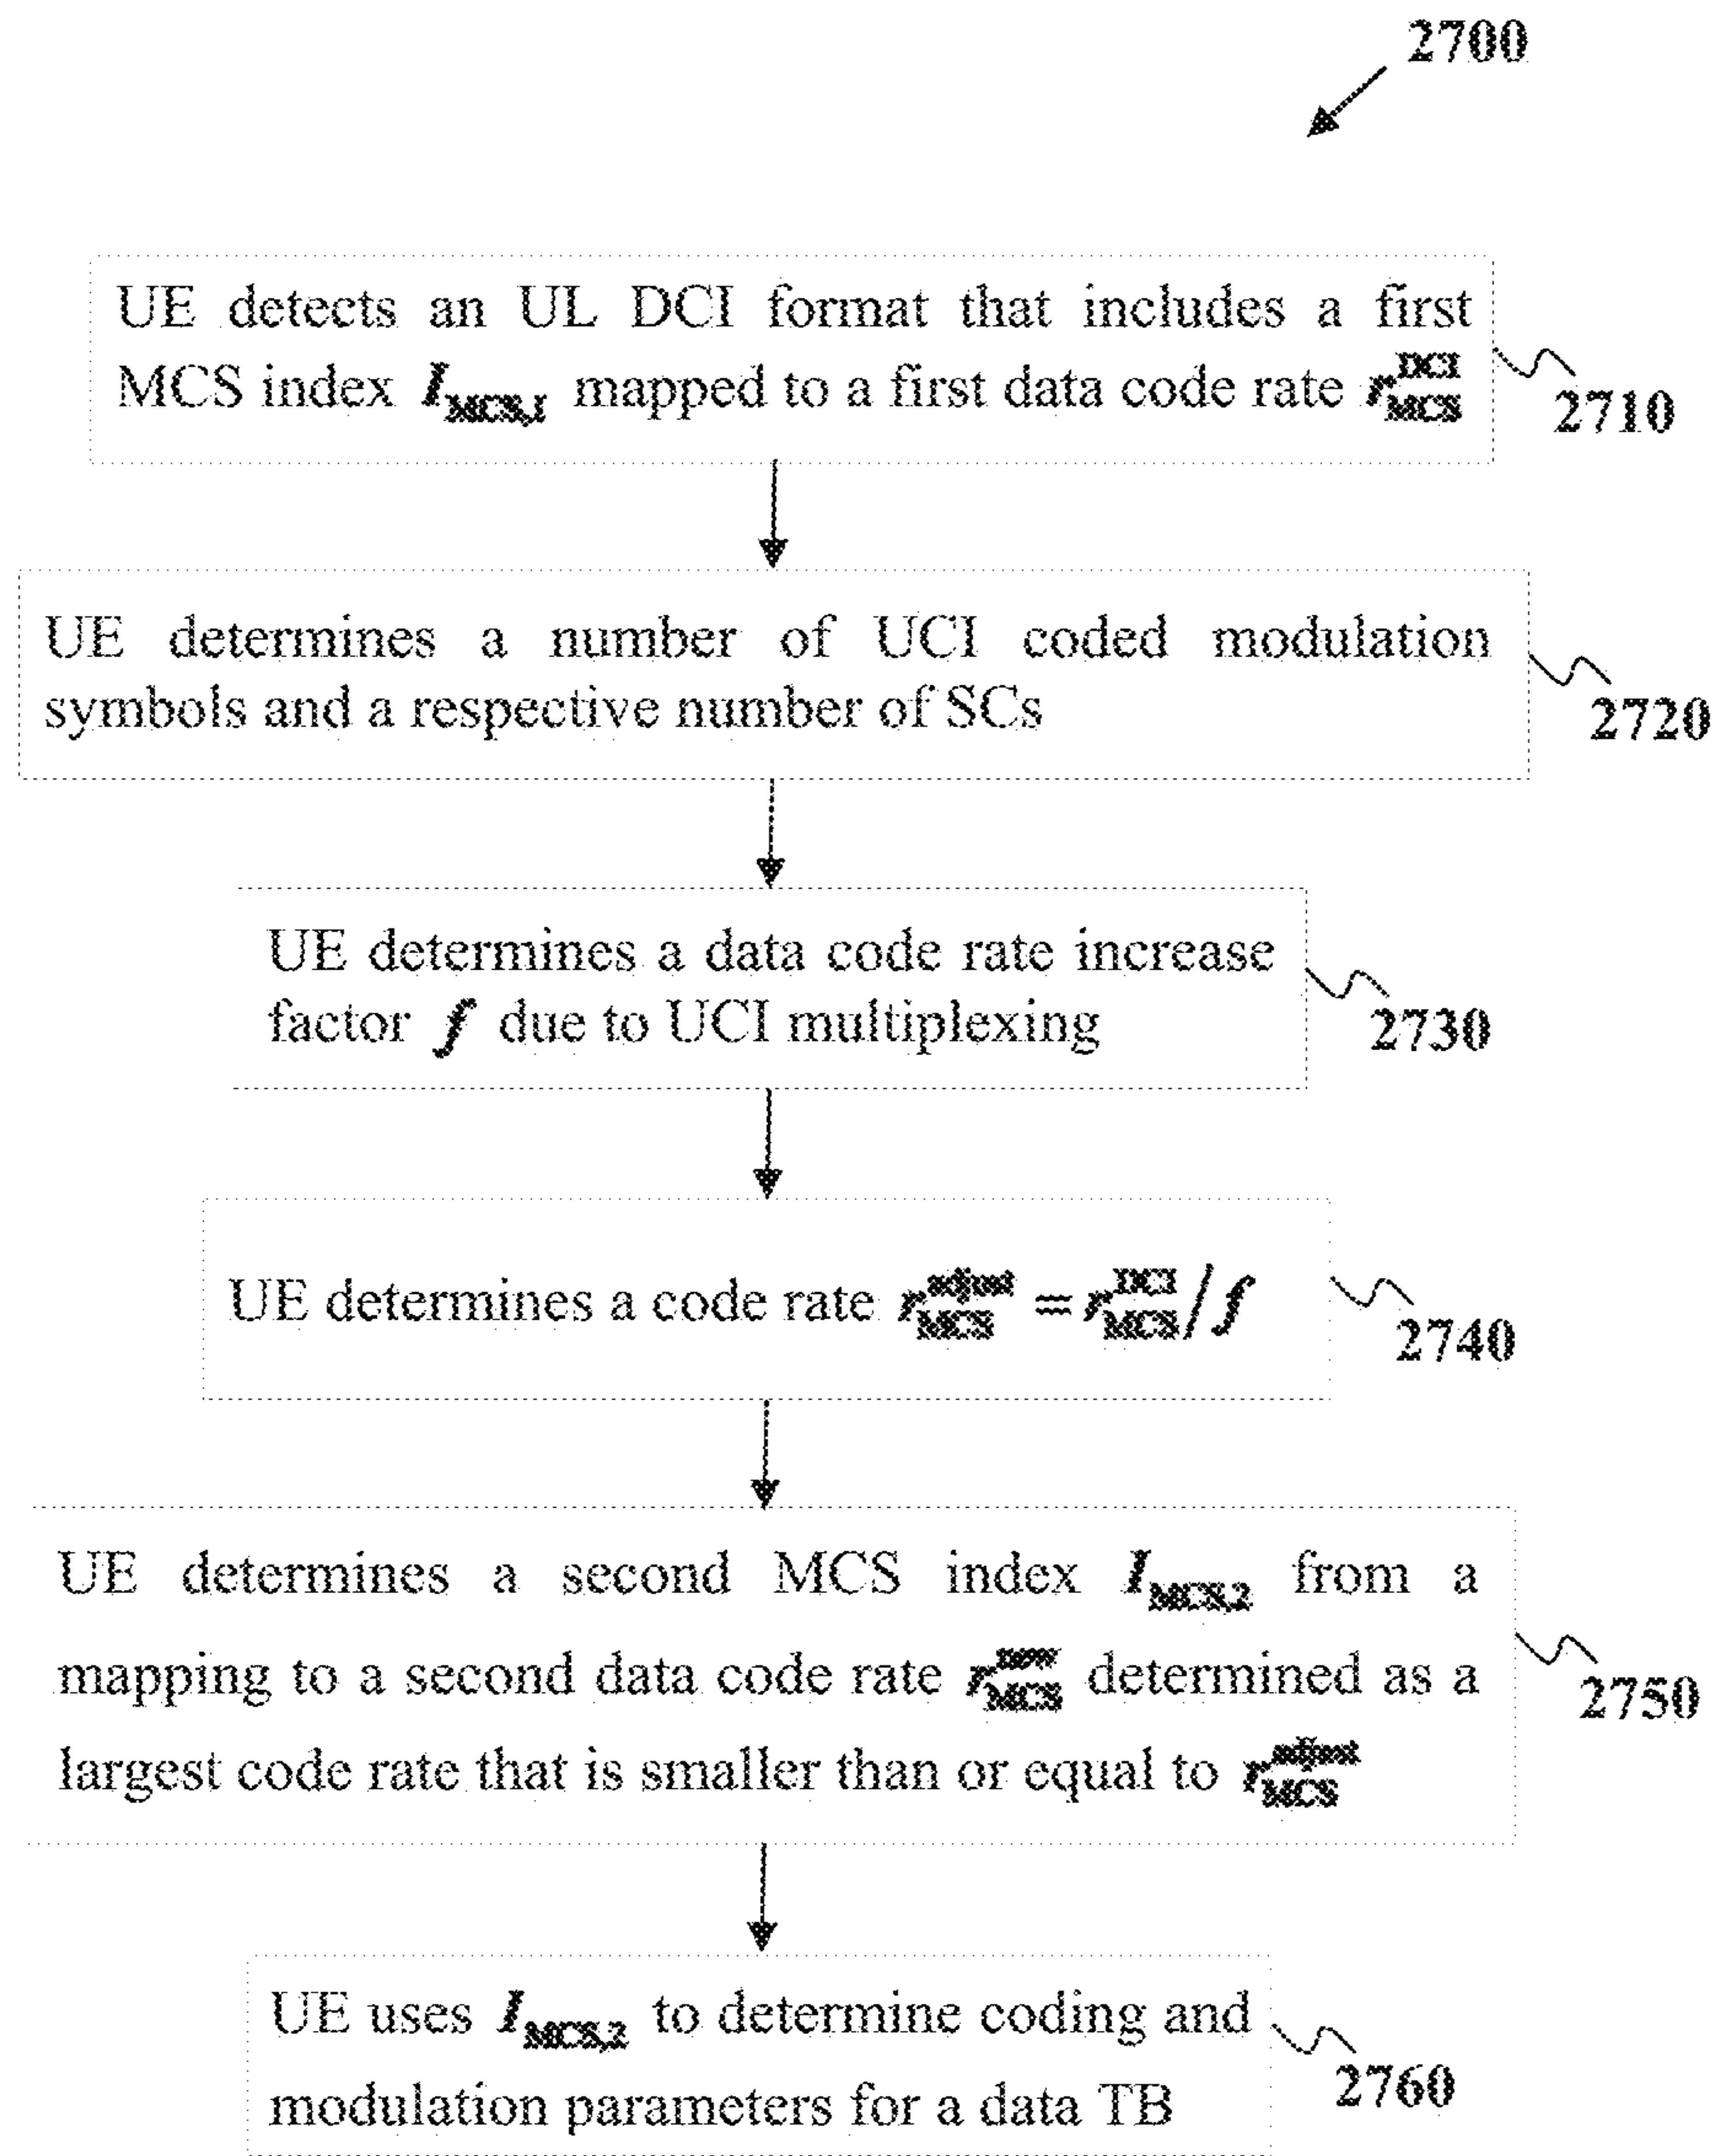 2700
UE detects an UL DCI format that includes a first
MCS index I_MCS,1 mapped to a first data code rate r_MCS^DCI
2710
UE determines a number of UCI coded modulation
symbols and a respective number of SCs
2720
UE determines a data code rate increase
factor f due to UCI multiplexing
2730
UE determines a code rate r_MCS^adjust = r_MCS^DCI / f
2740
UE determines a second MCS index I_MCS,2 from a
mapping to a second data code rate r_MCS^new determined as a
largest code rate that is smaller than or equal to r_MCS^adjust
2750
UE uses I_MCS,2 to determine coding and
modulation parameters for a data TB
2760